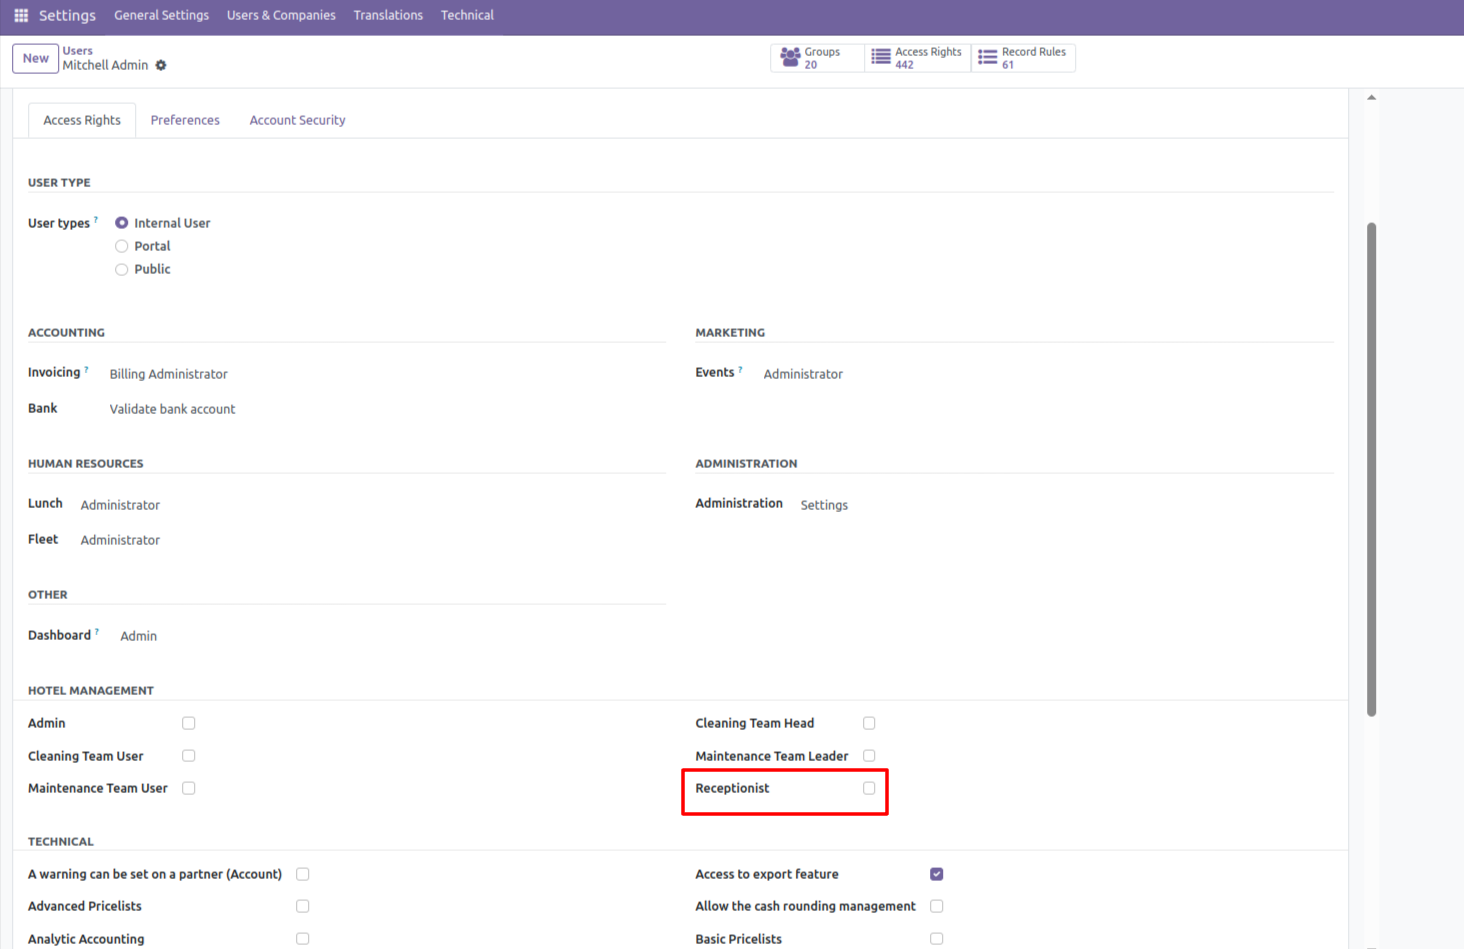 Settings General Settings Users & Companies Translations Technical
New Users
Mitchell Admin
Groups
20
Access Rights
442
Record Rules
61
Access Rights Preferences Account Security
USER TYPE
User types ? Internal User
Portal
Public
ACCOUNTING
Invoicing ? Billing Administrator
Bank Validate bank account
MARKETING
Events ? Administrator
HUMAN RESOURCES
Lunch Administrator
Fleet Administrator
ADMINISTRATION
Administration Settings
OTHER
Dashboard ? Admin
HOTEL MANAGEMENT
Admin
Cleaning Team Head
Cleaning Team User
Maintenance Team Leader
Maintenance Team User
Receptionist
TECHNICAL
A warning can be set on a partner (Account)
Access to export feature
Advanced Pricelists
Allow the cash rounding management
Analytic Accounting
Basic Pricelists